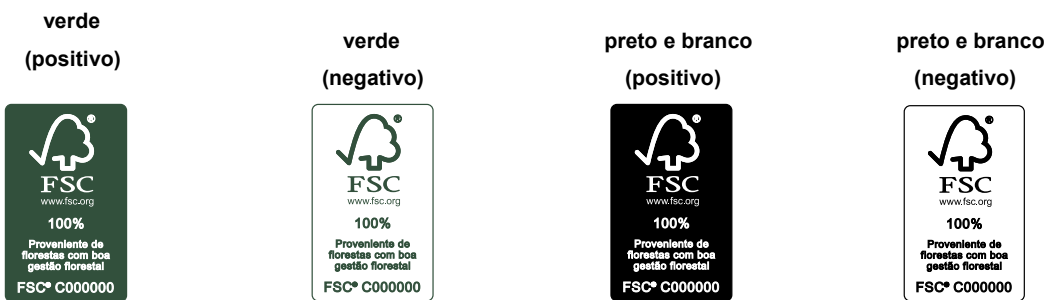 verde
(positivo)
verde
(negativo)
preto e branco
(positivo)
preto e branco
(negativo)
®
FSC
www.fsc.org
100%
Proveniente de
florestas com boa
gestão florestal
FSC® C000000
®
FSC
www.fsc.org
100%
Proveniente de
florestas com boa
gestão florestal
FSC® C000000
®
FSC
www.fsc.org
100%
Proveniente de
florestas com boa
gestão florestal
FSC® C000000
®
FSC
www.fsc.org
100%
Proveniente de
florestas com boa
gestão florestal
FSC® C000000